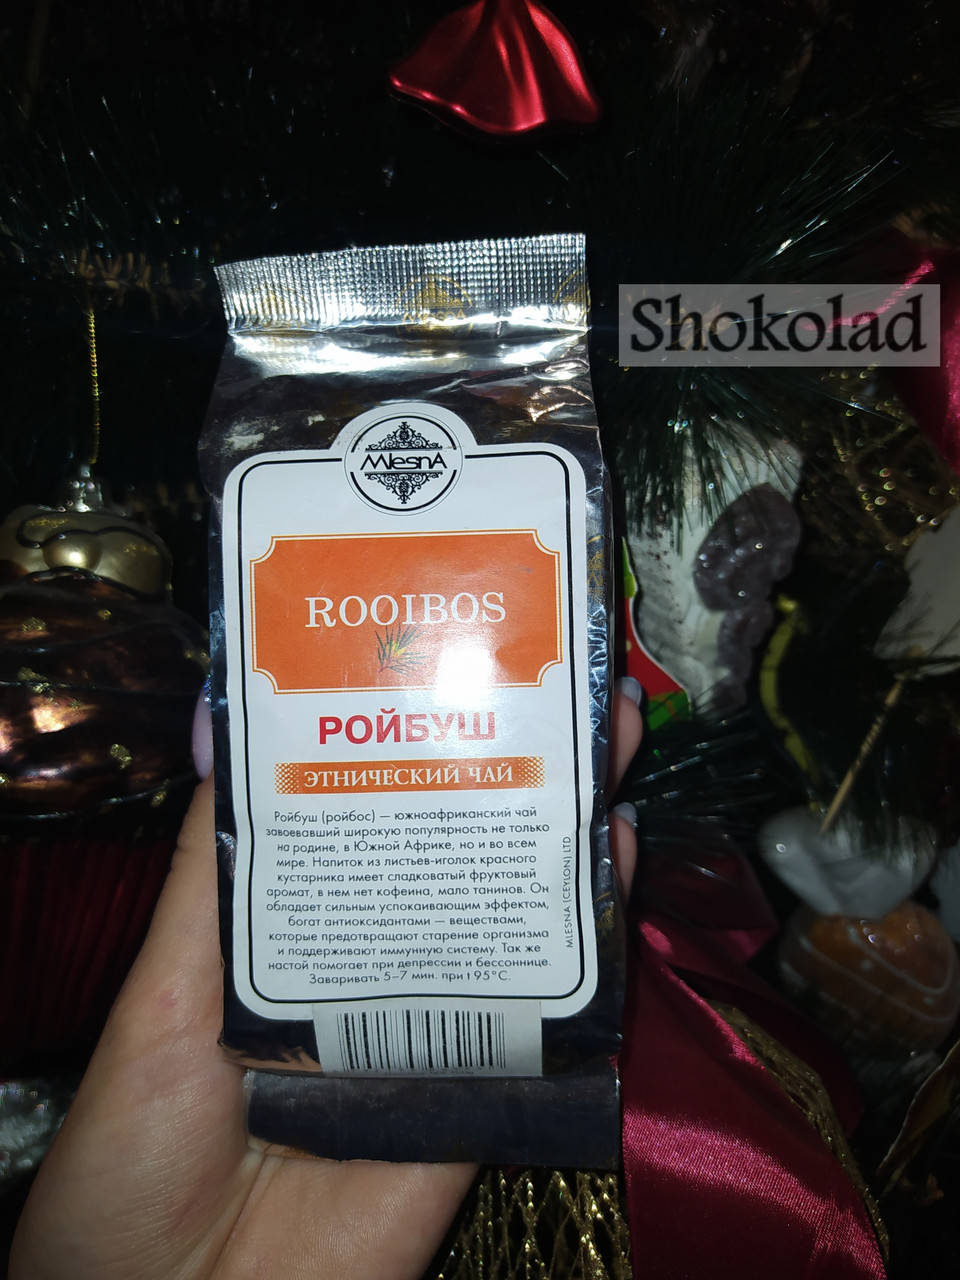 Shokolad
MlesnA
ROOIBOS
РОЙБУШ
ЭТНИЧЕСКИЙ ЧАЙ
Ройбуш (ройбос) — южноафриканский чай
завоевавший широкую популярность не только
на родине, в Южной Африке, но и во всем
мире. Напиток из листьев-иголок красного
кустарника имеет сладковатый фруктовый
аромат, в нем нет кофеина, мало танинов. Он
обладает сильным успокаивающим эффектом,
богат антиоксидантами — веществами,
которые предотвращают старение организма
и поддерживают иммунную систему. Так же
настой помогает при депрессии и бессоннице.
Заваривать 5–7 мин. при t 95°C.
MLESNA (CEYLON) LTD